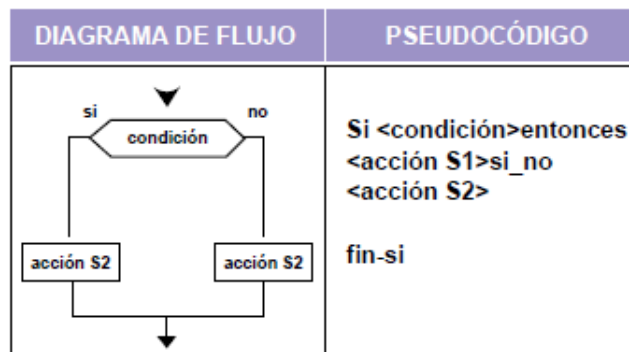 DIAGRAMA DE FLUJO
PSEUDOCÓDIGO
si
no
condición
acción S2
acción S2
Si <condición>entonces
<acción S1>si_no
<acción S2>
fin-si